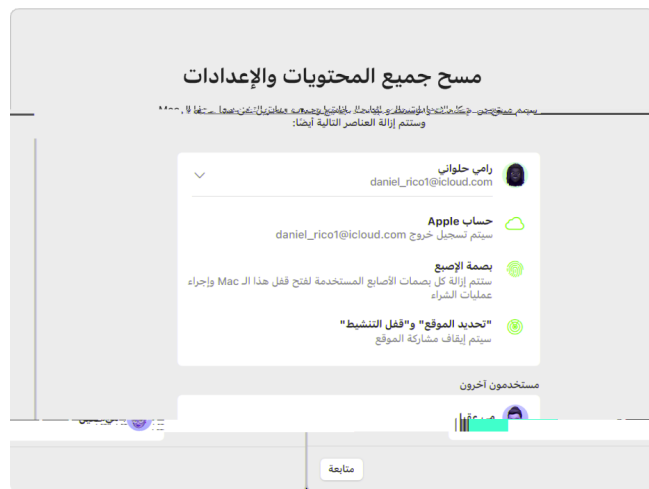 مسح جميع المحتويات والإعدادات
وستتم إزالة العناصر التالية أيضًا:
رامي حلواني
daniel_rico1@icloud.com
حساب Apple
سيتم تسجيل خروج daniel_rico1@icloud.com
بصمة الإصبع
ستتم إزالة كل بصمات الأصابع المستخدمة لفتح قفل هذا الـ Mac وإجراء
عمليات الشراء
"تحديد الموقع" و"قفل التنشيط"
سيتم إيقاف مشاركة الموقع
مستخدمون آخرون
متابعة